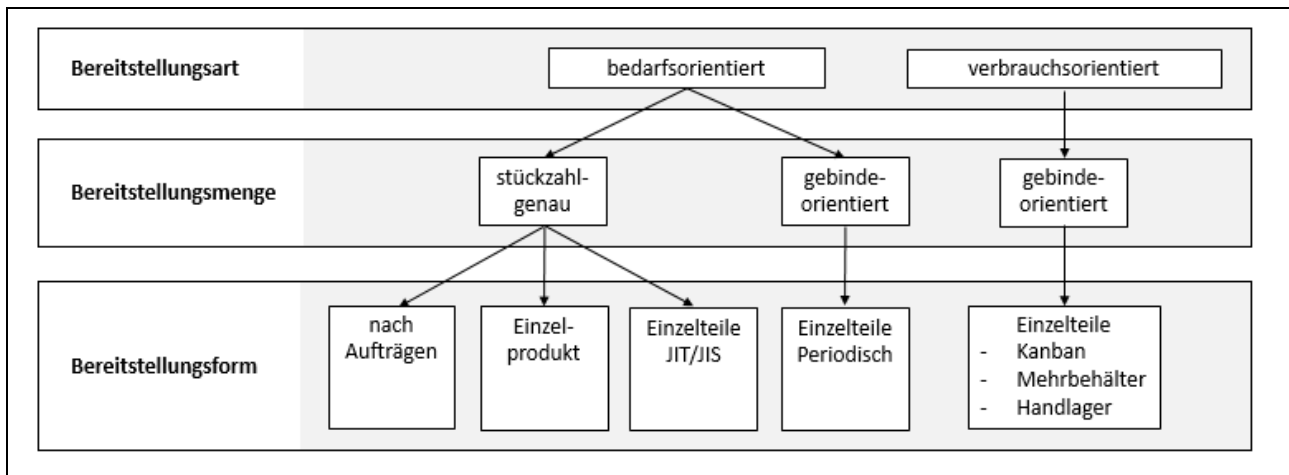 Bereitstellungsart
bedarfsorientiert
verbrauchsorientiert
Bereitstellungsmenge
stückzahl-
genau
gebinde-
orientiert
gebinde-
orientiert
Bereitstellungsform
nach
Aufträgen
Einzel-
produkt
Einzelteile
JIT/JIS
Einzelteile
Periodisch
Einzelteile
- Kanban
- Mehrbehälter
- Handlager